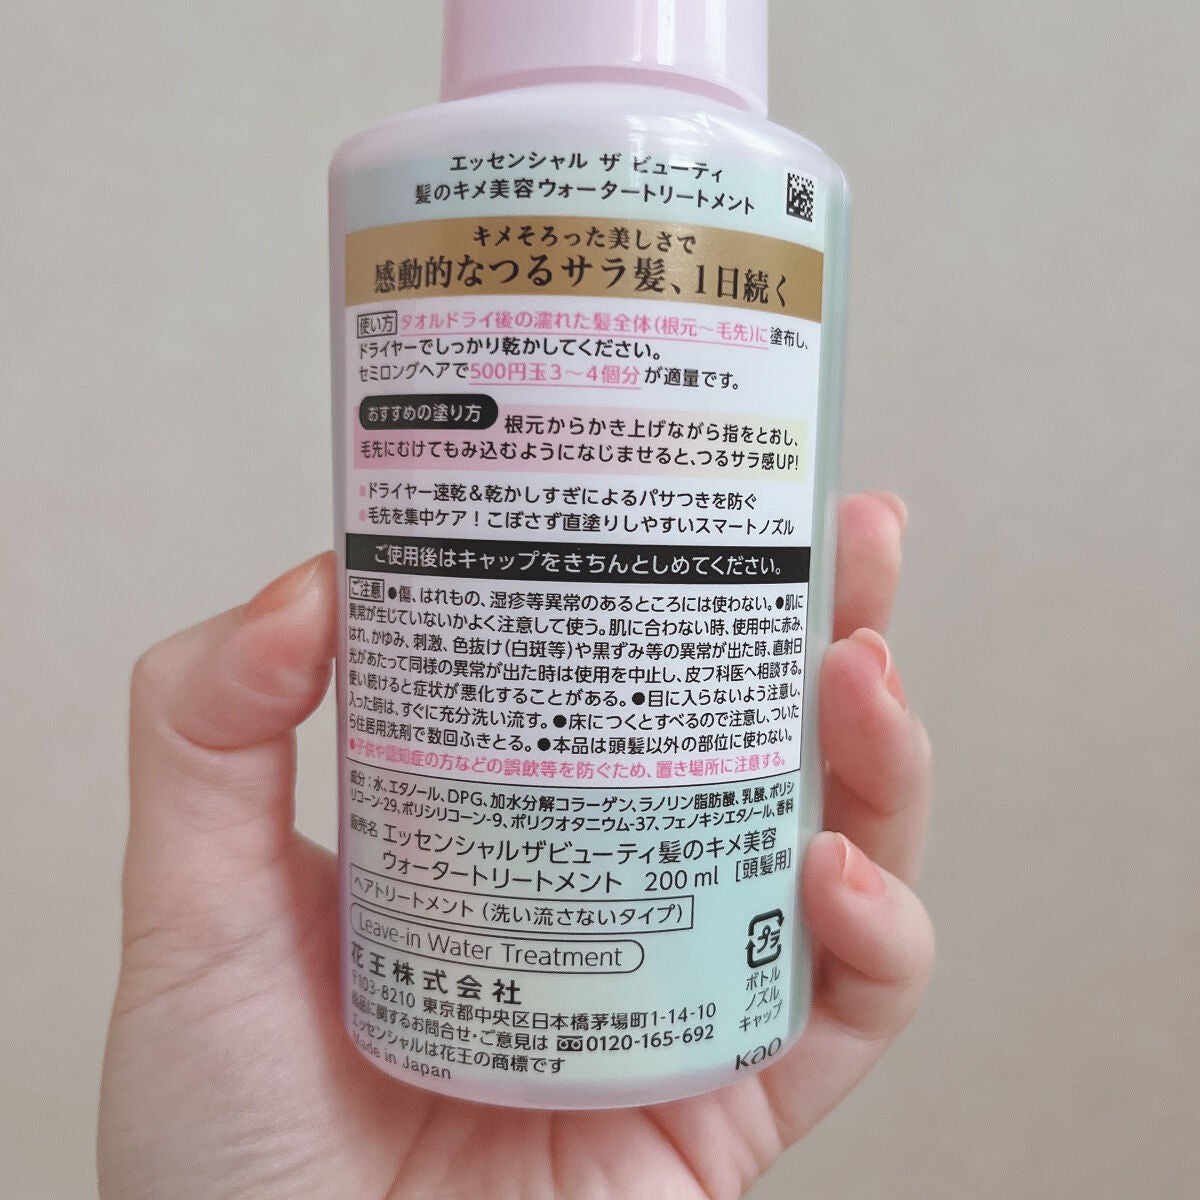 エッセンシャル ザ ビューティ
髪のキメ美容ウォータートリートメント
キメそろった美しさで
感動的なつるサラ髪、1日続く
使い方 タオルドライ後の濡れた髪全体(根元～毛先)に塗布し、
ドライヤーでしっかり乾かしてください。
セミロングヘアで500円玉3～4個分が適量です。
おすすめの塗り方 根元からかき上げながら指をとおし、
毛先にむけてもみ込むようになじませると、つるサラ感UP!
●ドライヤー速乾&乾かしすぎによるパサつきを防ぐ
●毛先を集中ケア！こぼさず直塗りしやすいスマートノズル
ご使用後はキャップをきちんとしめてください。
ご注意 ●傷、はれもの、湿疹等異常のあるところには使わない。●肌に
異常が生じていないかよく注意して使う。肌に合わない時、使用中に赤み、
はれ、かゆみ、刺激、色抜け(白斑等)や黒ずみ等の異常が出た時、直射日
光があたって同様の異常が出た時は使用を中止し、皮フ科医へ相談する。
使い続けると症状が悪化することがある。●目に入らないよう注意し、
入った時は、すぐに充分洗い流す。●床につくとすべるので注意し、ついた
ら住居用洗剤で数回ふきとる。●本品は頭髪以外の部位に使わない。
●子供や認知症の方などの誤飲等を防ぐため、置き場所に注意する。
成分：水、エタノール、DPG、加水分解コラーゲン、ラノリン脂肪酸、乳酸、ポリシ
リコーン-29、ポリシリコーン-9、ポリクオタニウム-37、フェノキシエタノール、香料
販売名 エッセンシャルザビューティ髪のキメ美容
ウォータートリートメント 200ml [頭髪用]
ヘアトリートメント(洗い流さないタイプ)
Leave-in Water Treatment
花王株式会社
〒103-8210 東京都中央区日本橋茅場町1-14-10
商品に関するお問合せ・ご意見は 0120-165-692
エッセンシャルは花王の商標です
Made in Japan
プラ
ボトル
ノズル
キャップ
Kao